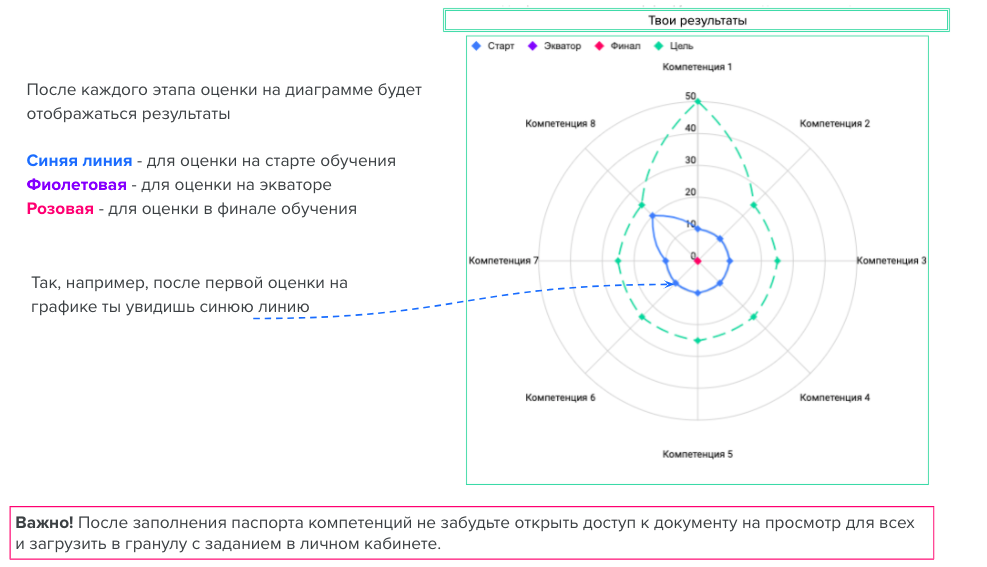 Твои результаты
Старт Экватор Финал Цель
Компетенция 1
После каждого этапа оценки на диаграмме будет
отображаться результаты
Синяя линия - для оценки на старте обучения
Фиолетовая - для оценки на экваторе
Розовая - для оценки в финале обучения
Так, например, после первой оценки на
графике ты увидишь синюю линию
50
40
30
20
10
0
Компетенция 8
Компетенция 2
Компетенция 7
Компетенция 3
Компетенция 6
Компетенция 4
Компетенция 5
Важно! После заполнения паспорта компетенций не забудьте открыть доступ к документу на просмотр для всех
и загрузить в гранулу с заданием в личном кабинете.